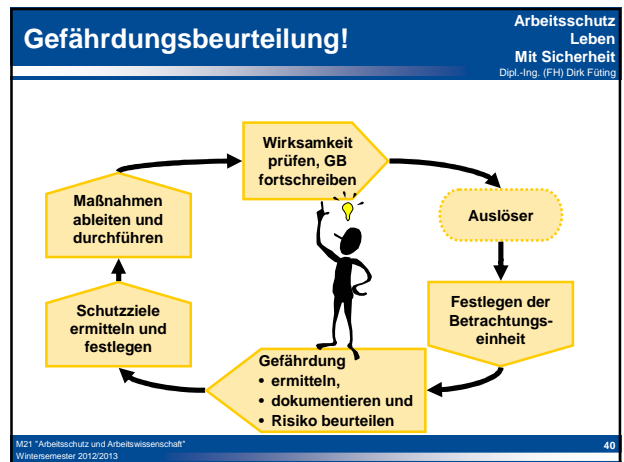 Gefährdungsbeurteilung!
Arbeitsschutz
Leben
Mit Sicherheit
Dipl.-Ing. (FH) Dirk Füting
Wirksamkeit
prüfen, GB
fortschreiben
Auslöser
Festlegen der
Betrachtungs-
einheit
Gefährdung
• ermitteln,
• dokumentieren und
• Risiko beurteilen
Schutzziele
ermitteln und
festlegen
Maßnahmen
ableiten und
durchführen
M21 "Arbeitsschutz und Arbeitswissenschaft"
Wintersemester 2012/2013
40